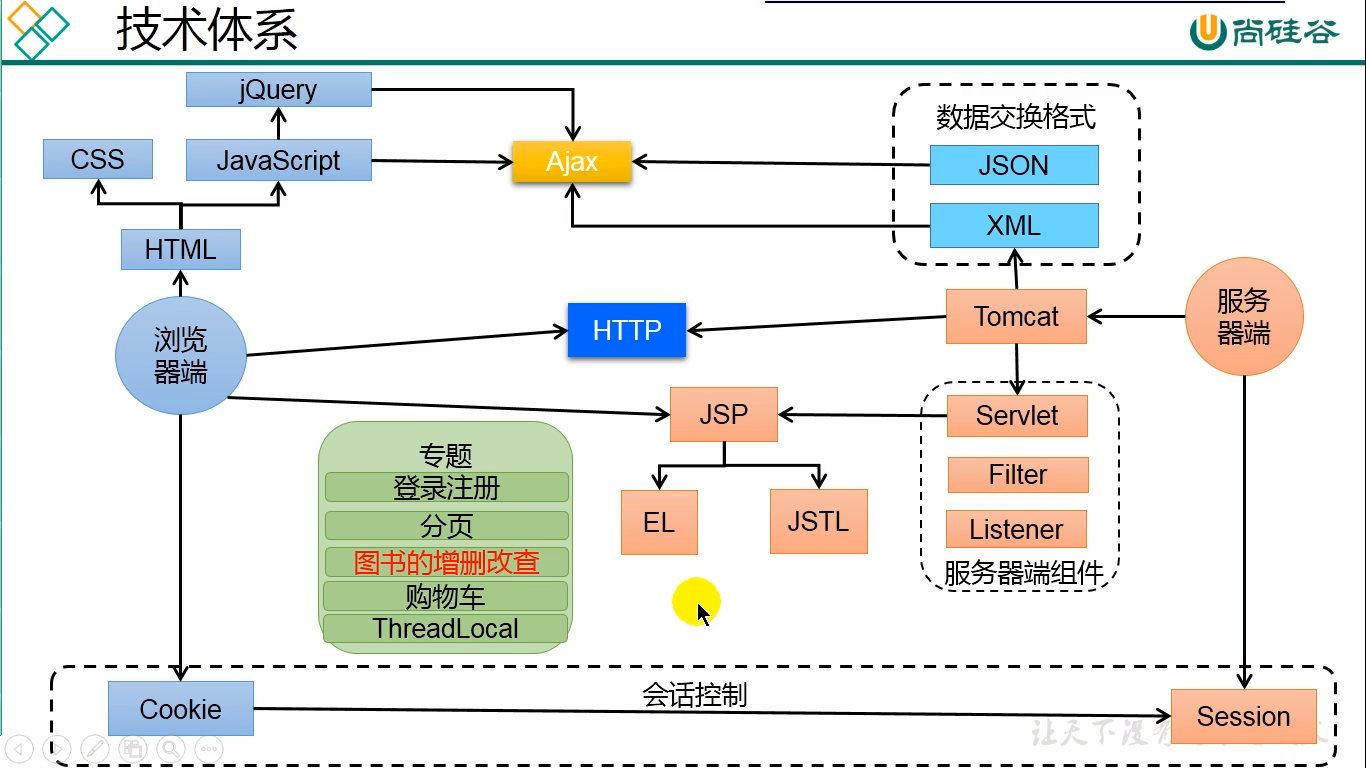 技术体系
尚硅谷
jQuery
CSS
JavaScript
Ajax
数据交换格式
JSON
XML
HTML
浏览
器端
HTTP
Tomcat
服务
器端
JSP
Servlet
Filter
Listener
服务器端组件
EL
JSTL
专题
登录注册
分页
图书的增删改查
购物车
ThreadLocal
会话控制
Cookie
Session
让天下没有